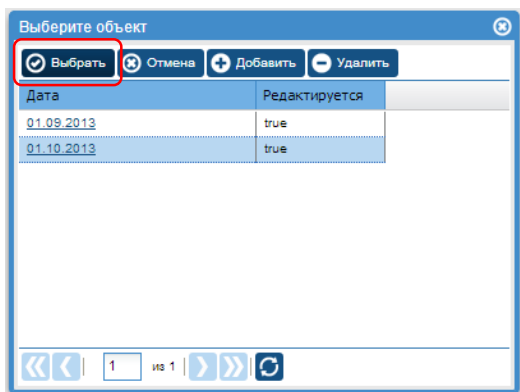 Выберите объект
Выбрать Отмена Добавить Удалить
Дата Редактируется
01.09.2013 true
01.10.2013 true
1 из 1